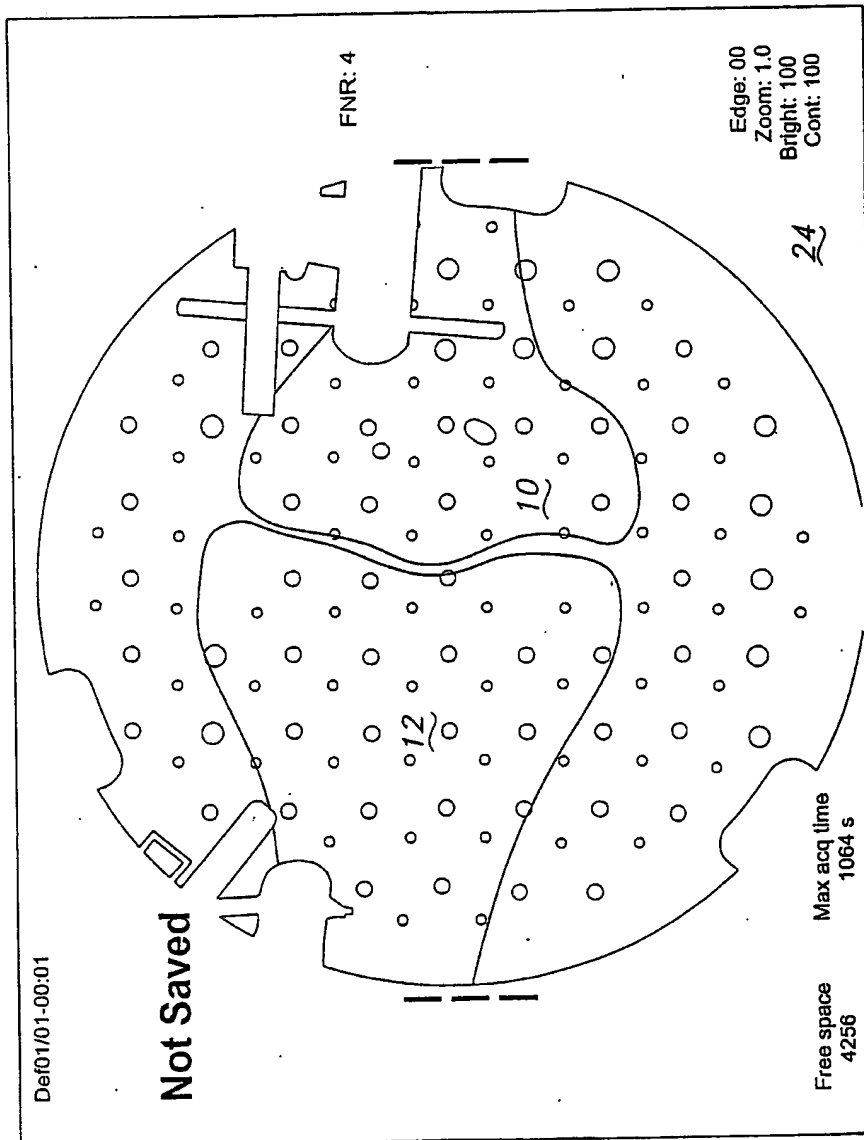 Def01/01-00:01
Not Saved
FNR: 4
10
12
24
Edge: 00
Zoom: 1.0
Bright: 100
Cont: 100
Free space
4256
Max acq time
1064 s